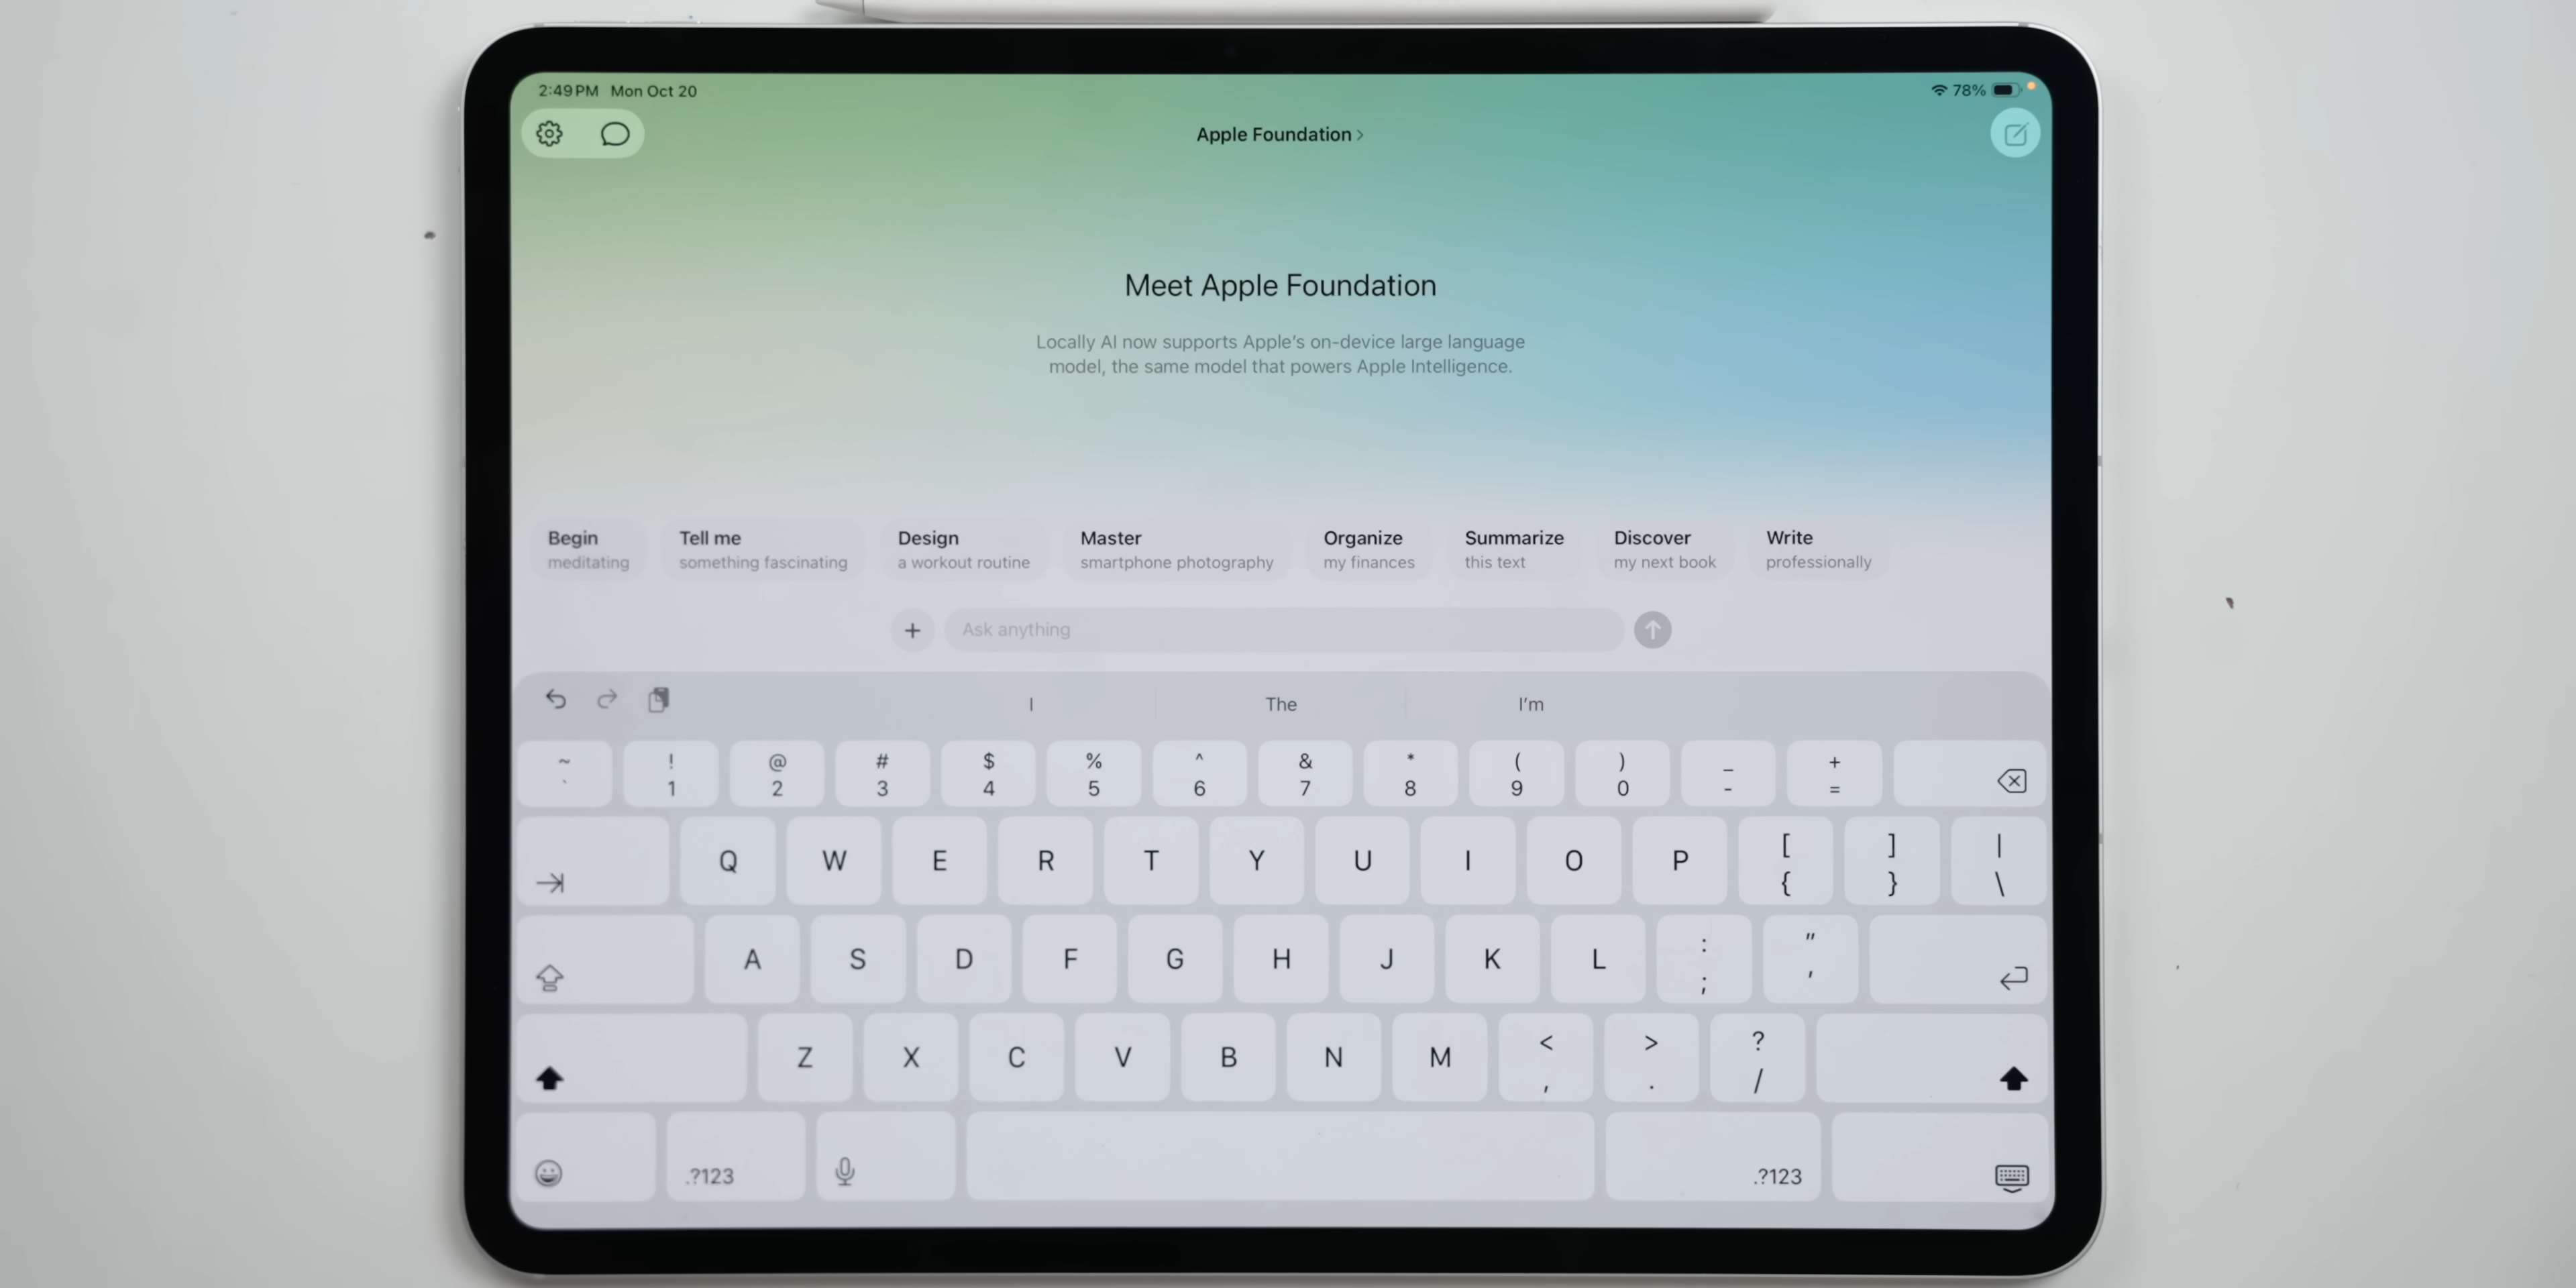 2:49 PM Mon Oct 20
78%
Apple Foundation >
Meet Apple Foundation
Locally AI now supports Apple's on-device large language
model, the same model that powers Apple Intelligence.
Begin Tell me Design Master Organize Summarize Discover Write
meditating something fascinating a workout routine smartphone photography my finances this text my next book professionally
+ Ask anything
I The I'm
~ ! @ # $ % ^ & * ( ) _ +
` 1 2 3 4 5 6 7 8 9 0 - =
Q W E R T Y U I O P [ ] |
{ } \
A S D F G H J K L : "
; '
Z X C V B N M < > ?
, . /
.?123 .?123